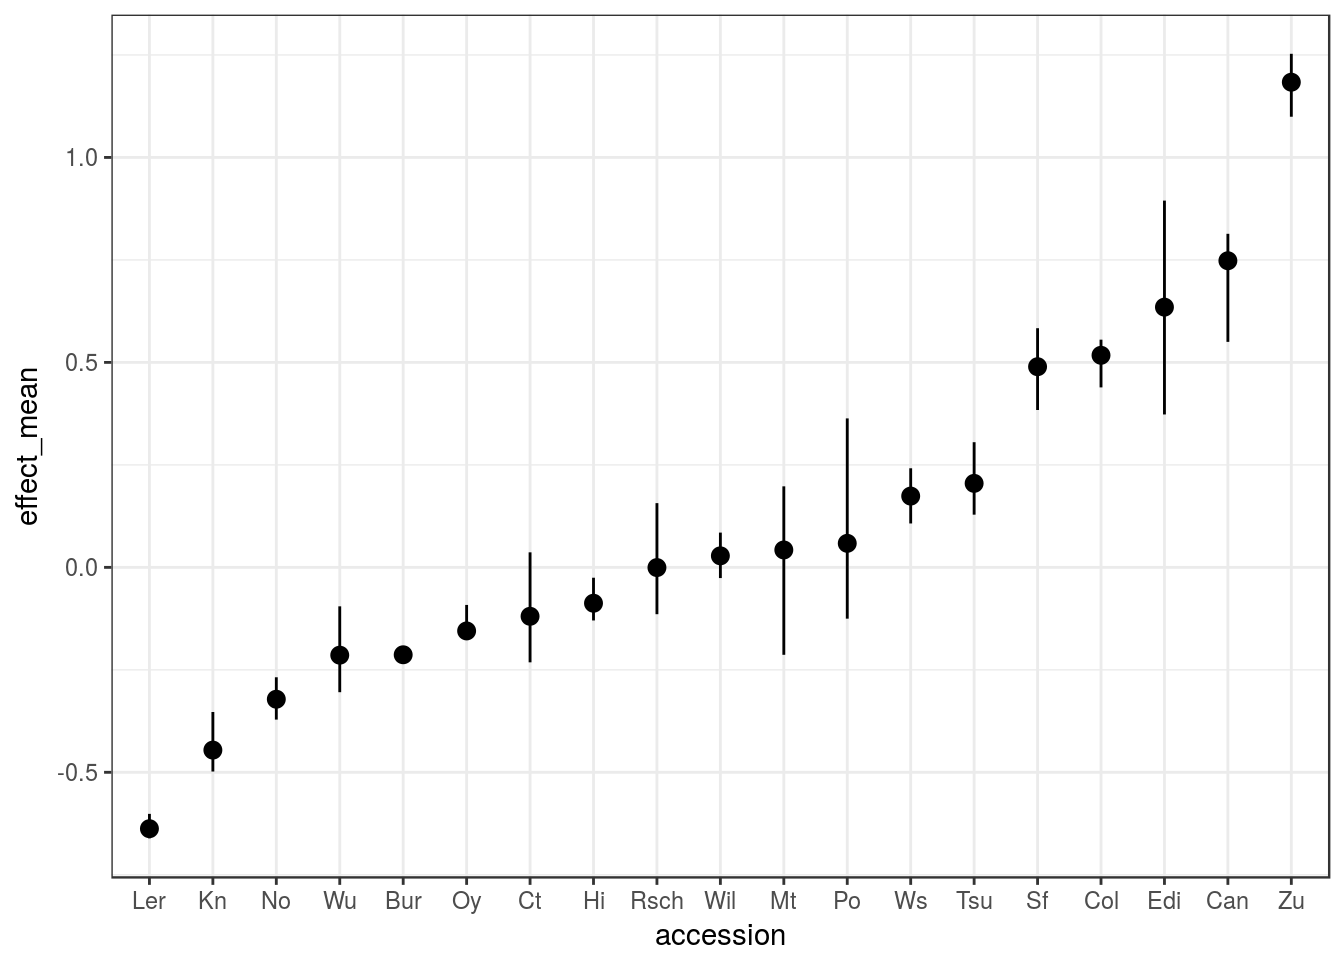 effect_mean
1.0
0.5
0.0
-0.5
Ler Kn No Wu Bur Oy Ct Hi Rsch Wil Mt Po Ws Tsu Sf Col Edi Can Zu
accession